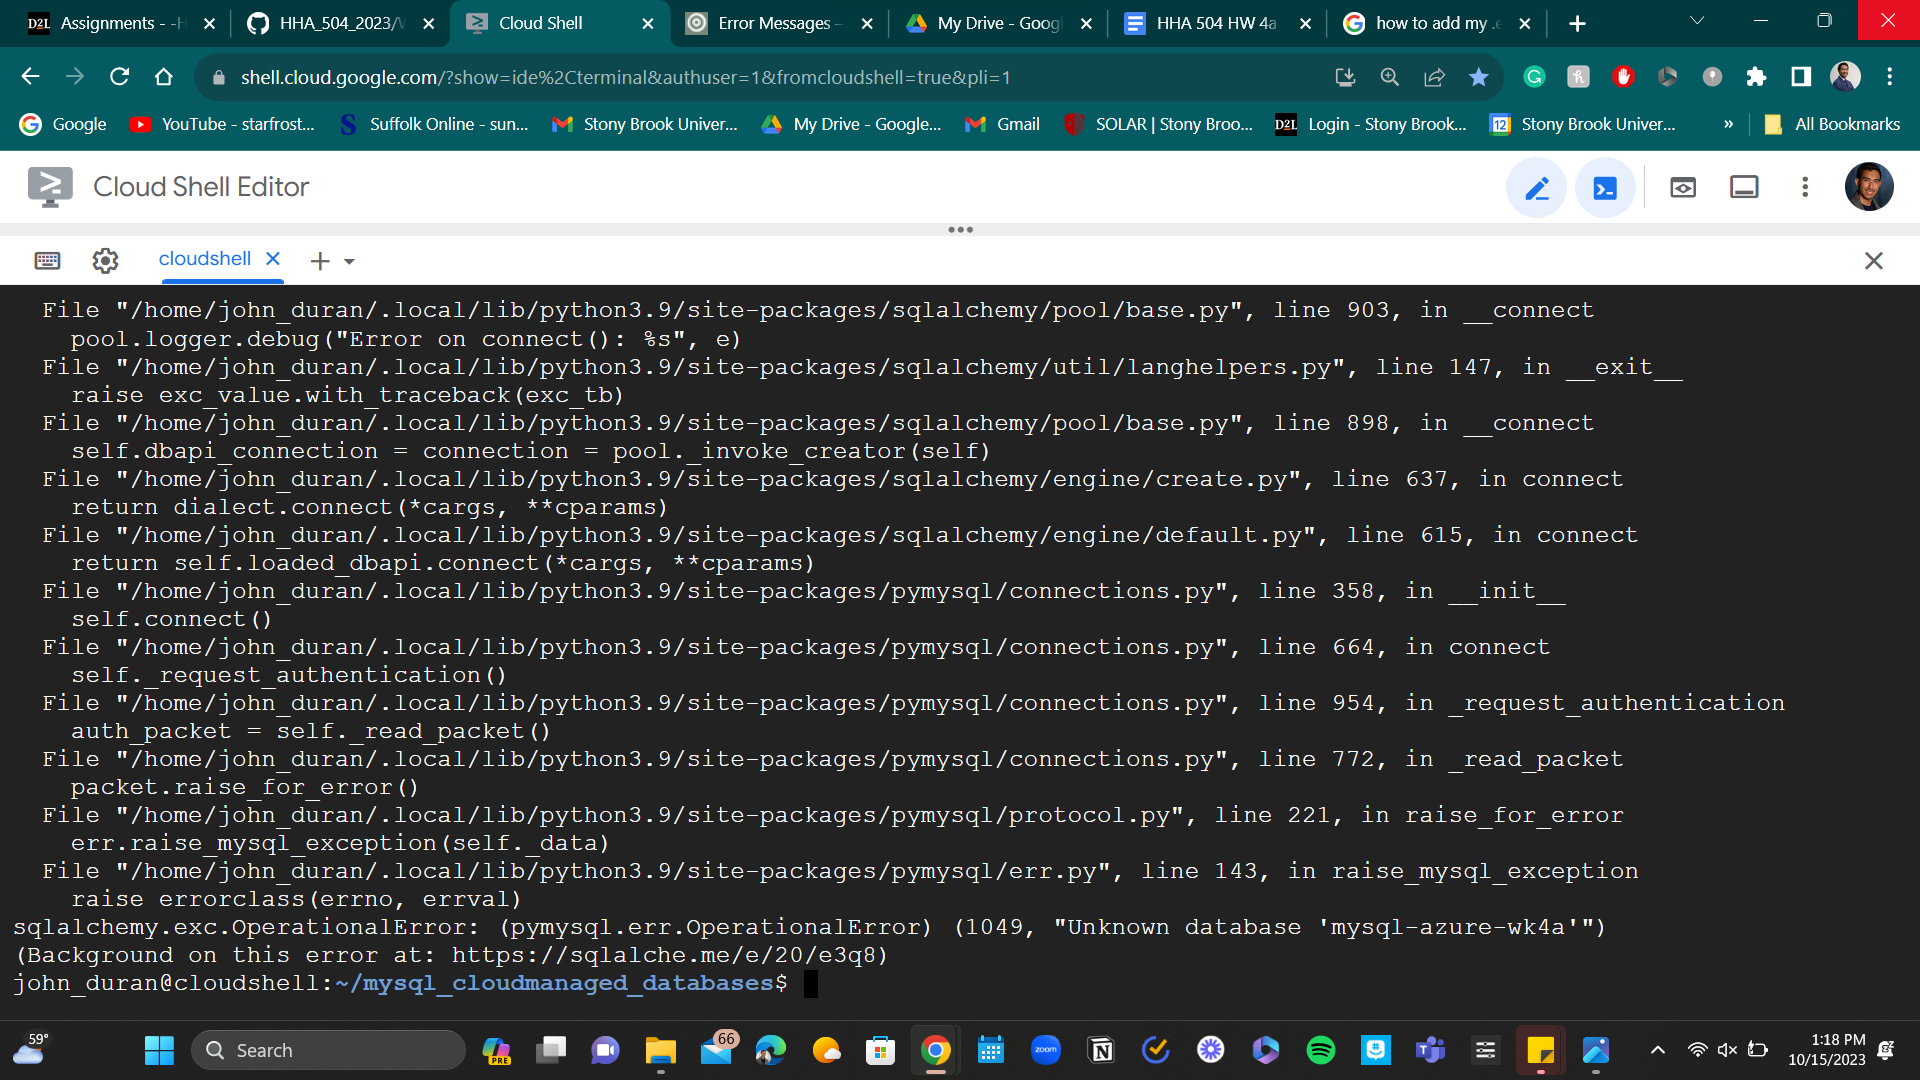 Assignments - -H
HHA_504_2023/
Cloud Shell
Error Messages -
My Drive - Goog
HHA 504 HW 4a
how to add my .e
shell.cloud.google.com/?show=ide%2Cterminal&authuser=1&fromcloudshell=true&pli=1
Google
YouTube - starfrost...
Suffolk Online - sun...
Stony Brook Univer...
My Drive - Google...
Gmail
SOLAR | Stony Broo...
D2L
Login - Stony Brook...
12
Stony Brook Univer...
»
All Bookmarks
Cloud Shell Editor
cloudshell
File "/home/john_duran/.local/lib/python3.9/site-packages/sqlalchemy/pool/base.py", line 903, in __connect
pool.logger.debug("Error on connect(): %s", e)
File "/home/john_duran/.local/lib/python3.9/site-packages/sqlalchemy/util/langhelpers.py", line 147, in __exit__
raise exc_value.with_traceback(exc_tb)
File "/home/john_duran/.local/lib/python3.9/site-packages/sqlalchemy/pool/base.py", line 898, in __connect
self.dbapi_connection = connection = pool._invoke_creator(self)
File "/home/john_duran/.local/lib/python3.9/site-packages/sqlalchemy/engine/create.py", line 637, in connect
return dialect.connect(*cargs, **cparams)
File "/home/john_duran/.local/lib/python3.9/site-packages/sqlalchemy/engine/default.py", line 615, in connect
return self.loaded_dbapi.connect(*cargs, **cparams)
File "/home/john_duran/.local/lib/python3.9/site-packages/pymysql/connections.py", line 358, in __init__
self.connect()
File "/home/john_duran/.local/lib/python3.9/site-packages/pymysql/connections.py", line 664, in connect
self._request_authentication()
File "/home/john_duran/.local/lib/python3.9/site-packages/pymysql/connections.py", line 954, in _request_authentication
auth_packet = self._read_packet()
File "/home/john_duran/.local/lib/python3.9/site-packages/pymysql/connections.py", line 772, in _read_packet
packet.raise_for_error()
File "/home/john_duran/.local/lib/python3.9/site-packages/pymysql/protocol.py", line 221, in raise_for_error
err.raise_mysql_exception(self._data)
File "/home/john_duran/.local/lib/python3.9/site-packages/pymysql/err.py", line 143, in raise_mysql_exception
raise errorclass(errno, errval)
sqlalchemy.exc.OperationalError: (pymysql.err.OperationalError) (1049, "Unknown database 'mysql-azure-wk4a'")
(Background on this error at: https://sqlalche.me/e/20/e3q8)
john_duran@cloudshell:~/mysql_cloudmanaged_databases$
59°
Search
PRE
66
zoom
1:18 PM
10/15/2023